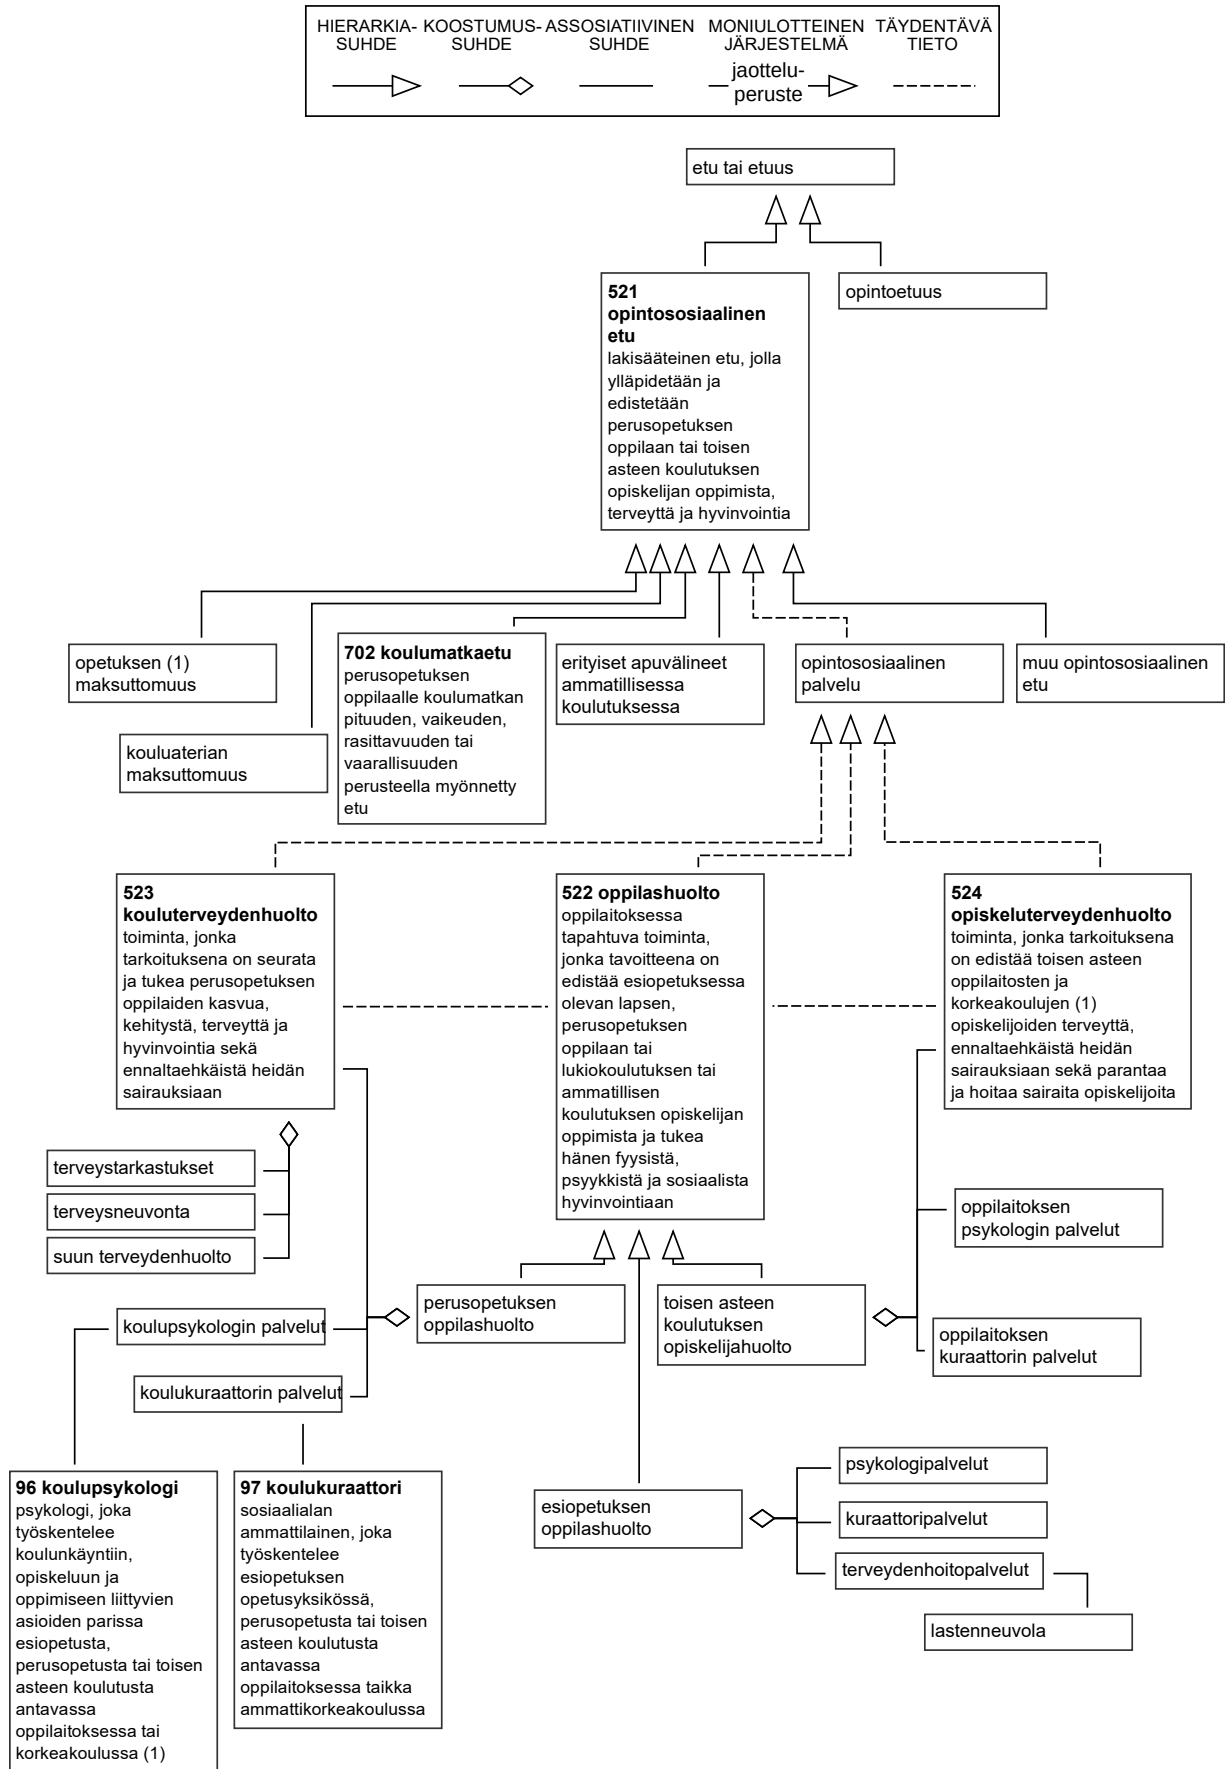 HIERARKIA-
SUHDE
KOOSTUMUS-
SUHDE
ASSOSIATIIVINEN
SUHDE
MONIULOTTEINEN
JÄRJESTELMÄ
TÄYDENTÄVÄ
TIETO
jaottelu-
peruste
etu tai etuus
521
opintososiaalinen
etu
lakisääteinen etu, jolla
ylläpidetään ja
edistetään
perusopetuksen
oppilaan tai toisen
asteen koulutuksen
opiskelijan oppimista,
terveyttä ja hyvinvointia
opintoetuus
opetuksen (1)
maksuttomuus
kouluaterian
maksuttomuus
702 koulumatkaetu
perusopetuksen
oppilaalle koulumatkan
pituuden, vaikeuden,
rasittavuuden tai
vaarallisuuden
perusteella myönnetty
etu
erityiset apuvälineet
ammatillisessa
koulutuksessa
opintososiaalinen
palvelu
muu opintososiaalinen
etu
523
kouluterveydenhuolto
toiminta, jonka
tarkoituksena on seurata
ja tukea perusopetuksen
oppilaiden kasvua,
kehitystä, terveyttä ja
hyvinvointia sekä
ennaltaehkäistä heidän
sairauksiaan
522 oppilashuolto
oppilaitoksessa
tapahtuva toiminta,
jonka tavoitteena on
edistää esiopetuksessa
olevan lapsen,
perusopetuksen
oppilaan tai
lukiokoulutuksen tai
ammatillisen
koulutuksen opiskelijan
oppimista ja tukea
hänen fyysistä,
psyykkistä ja sosiaalista
hyvinvointiaan
524
opiskeluterveydenhuolto
toiminta, jonka tarkoituksena
on edistää toisen asteen
oppilaitosten ja
korkeakoulujen (1)
opiskelijoiden terveyttä,
ennaltaehkäistä heidän
sairauksiaan sekä parantaa
ja hoitaa sairaita opiskelijoita
terveystarkastukset
terveysneuvonta
suun terveydenhuolto
oppilaitoksen
psykologin palvelut
perusopetuksen
oppilashuolto
toisen asteen
koulutuksen
opiskelijahuolto
koulupsykologin palvelut
oppilaitoksen
kuraattorin palvelut
koulukuraattorin palvelut
96 koulupsykologi
psykologi, joka
työskentelee
koulunkäyntiin,
opiskeluun ja
oppimiseen liittyvien
asioiden parissa
esiopetusta,
perusopetusta tai toisen
asteen koulutusta
antavassa
oppilaitoksessa tai
korkeakoulussa (1)
97 koulukuraattori
sosiaalialan
ammattilainen, joka
työskentelee
esiopetuksen
opetusyksikössä,
perusopetusta tai toisen
asteen koulutusta
antavassa
oppilaitoksessa taikka
ammattikorkeakoulussa
esiopetuksen
oppilashuolto
psykologipalvelut
kuraattoripalvelut
terveydenhoitopalvelut
lastenneuvola